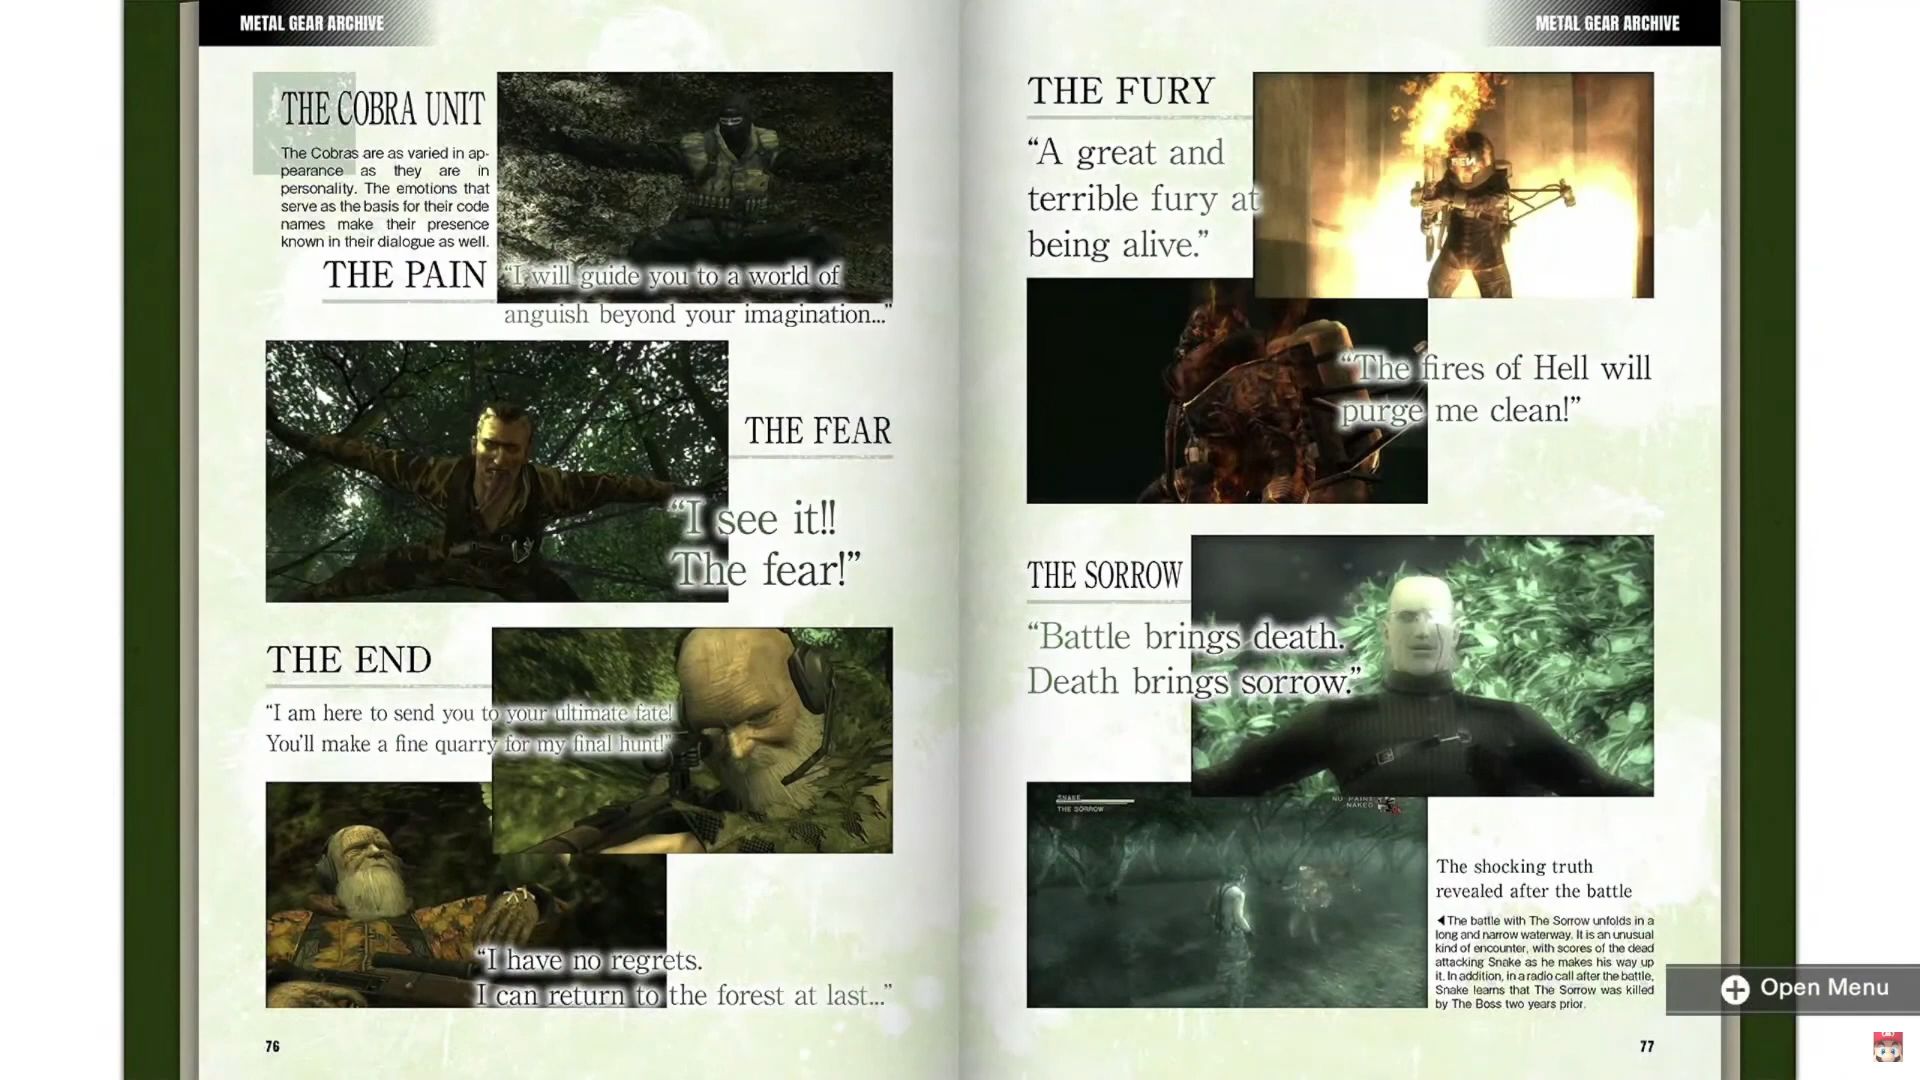 METAL GEAR ARCHIVE
THE COBRA UNIT
The Cobras are as varied in ap-
pearance as they are in
personality. The emotions that
serve as the basis for their code
names make their presence
known in their dialogue as well.
THE PAIN
“I will guide you to a world of
anguish beyond your imagination...”
THE FEAR
“I see it!!
The fear!”
THE END
“I am here to send you to your ultimate fate!
You'll make a fine quarry for my final hunt!”
“I have no regrets.
I can return to the forest at last...”
76
METAL GEAR ARCHIVE
THE FURY
“A great and
terrible fury at
being alive.”
“The fires of Hell will
purge me clean!”
THE SORROW
“Battle brings death.
Death brings sorrow.”
SNAKE
THE SORROW
NO PAINT
NAKED
The shocking truth
revealed after the battle
◀The battle with The Sorrow unfolds in a
long and narrow waterway. It is an unusual
kind of encounter, with scores of the dead
attacking Snake as he makes his way up
it. In addition, in a radio call after the battle,
Snake learns that The Sorrow was killed
by The Boss two years prior.
77
Open Menu